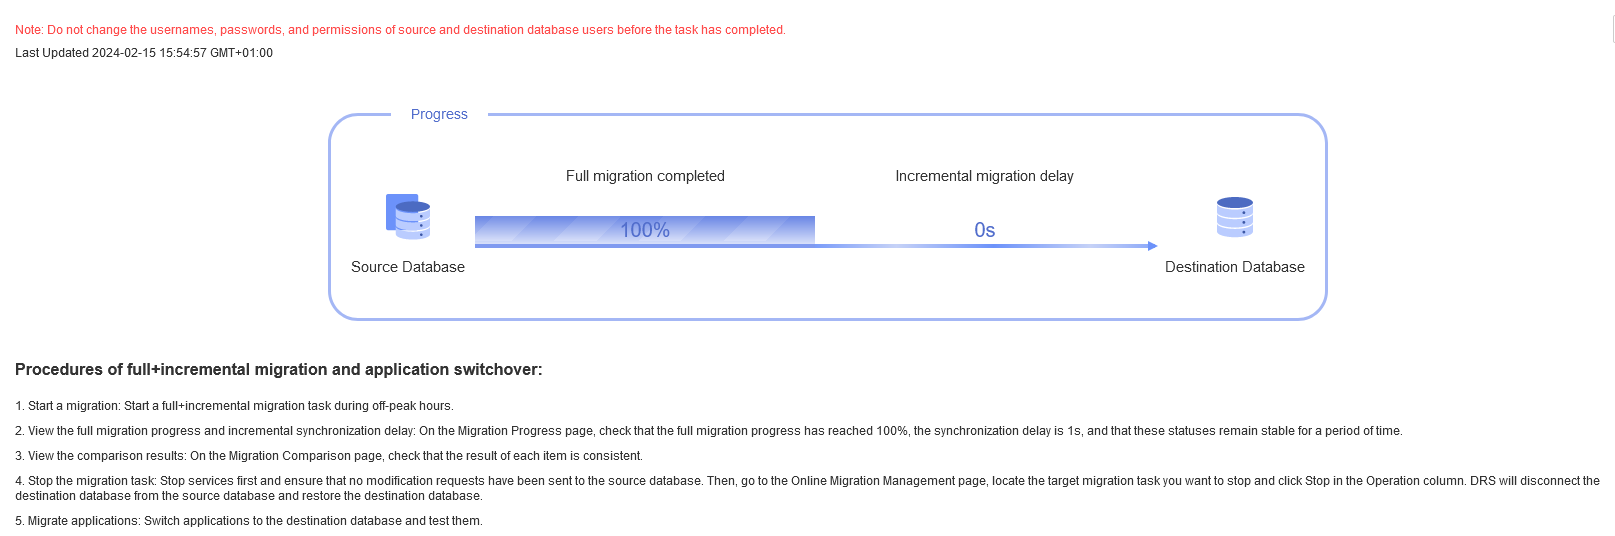 Note: Do not change the usernames, passwords, and permissions of source and destination database users before the task has completed.
Last Updated 2024-02-15 15:54:57 GMT+01:00
Progress
Full migration completed
Incremental migration delay
100%
0s
Source Database
Destination Database
Procedures of full+incremental migration and application switchover:
1. Start a migration: Start a full+incremental migration task during off-peak hours.
2. View the full migration progress and incremental synchronization delay: On the Migration Progress page, check that the full migration progress has reached 100%, the synchronization delay is 1s, and that these statuses remain stable for a period of time.
3. View the comparison results: On the Migration Comparison page, check that the result of each item is consistent.
4. Stop the migration task: Stop services first and ensure that no modification requests have been sent to the source database. Then, go to the Online Migration Management page, locate the target migration task you want to stop and click Stop in the Operation column. DRS will disconnect the
destination database from the source database and restore the destination database.
5. Migrate applications: Switch applications to the destination database and test them.